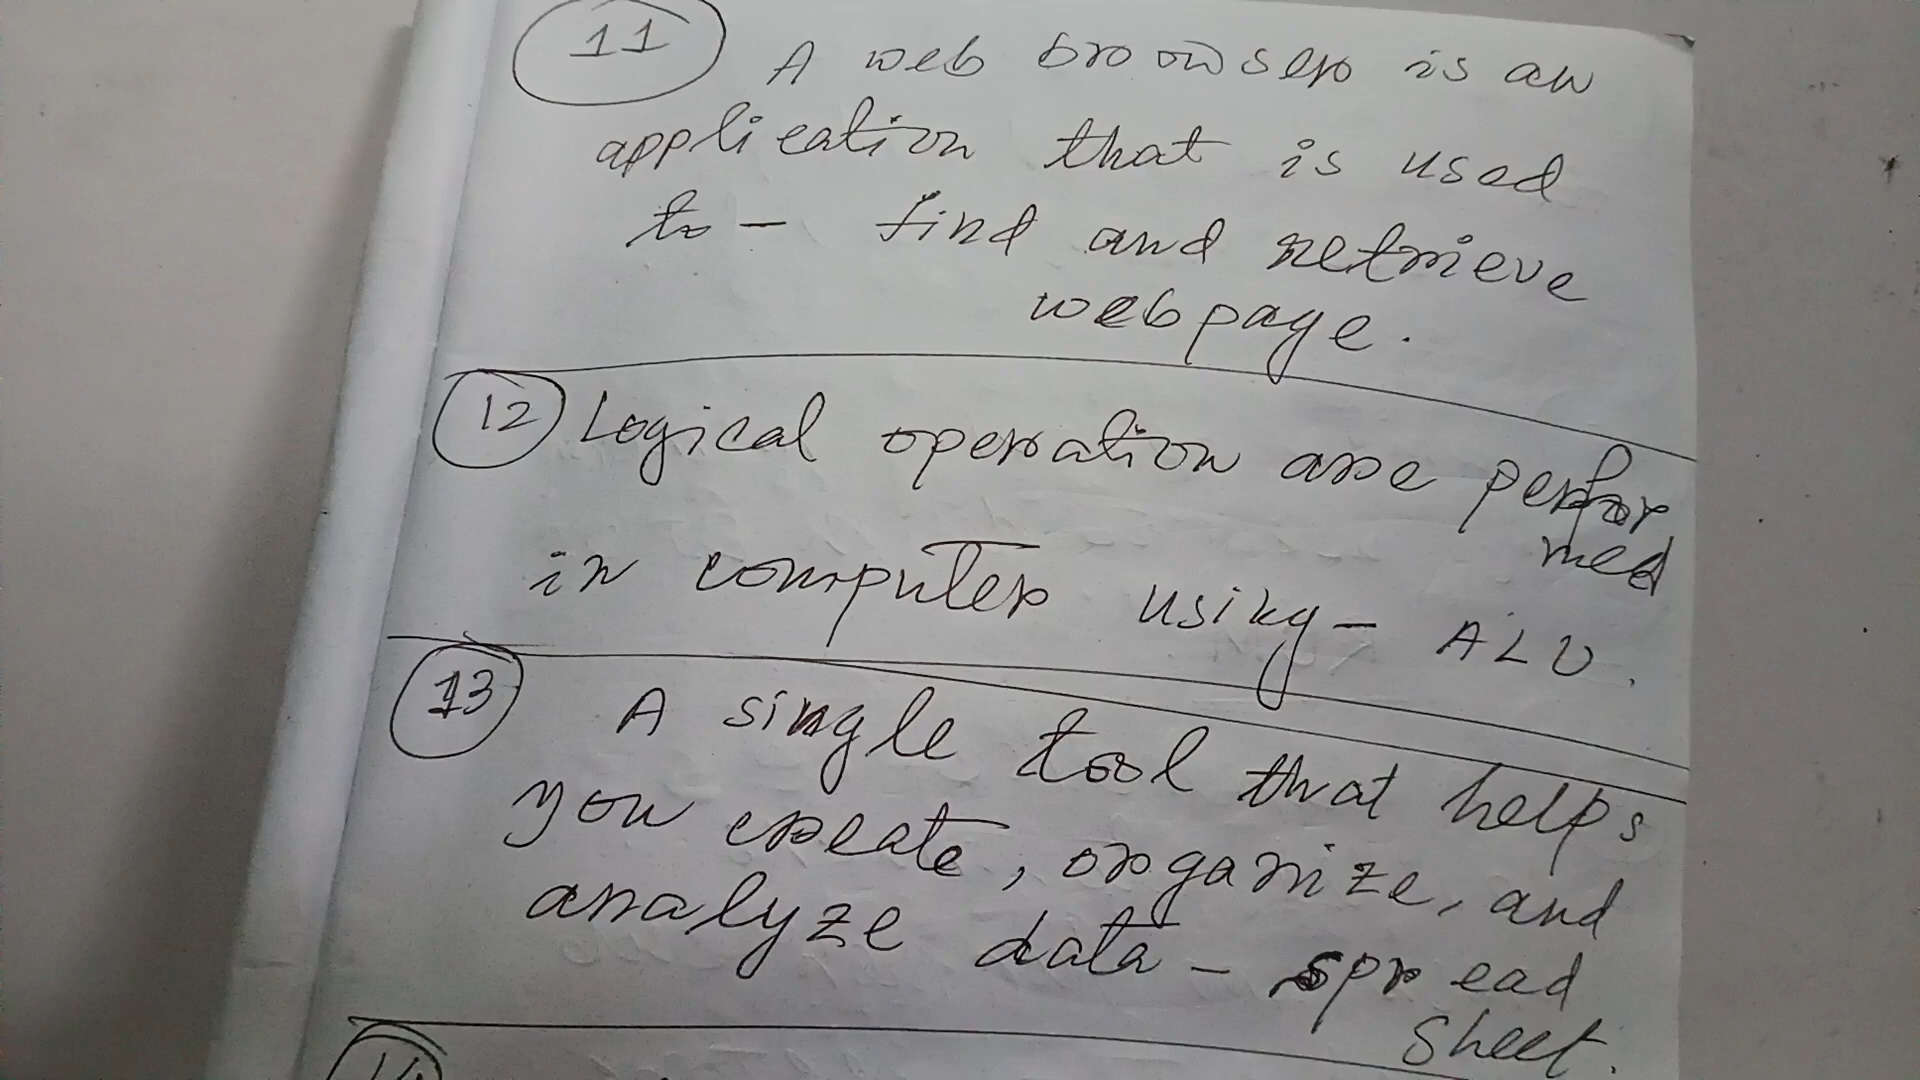 11 A web browser is an
application that is used
to - find and retrieve
webpage.
12 Logical operation are perfor
med
in computer using - ALU.
13 A single tool that helps
you create, organize, and
analyze data - spread
Sheet.
14